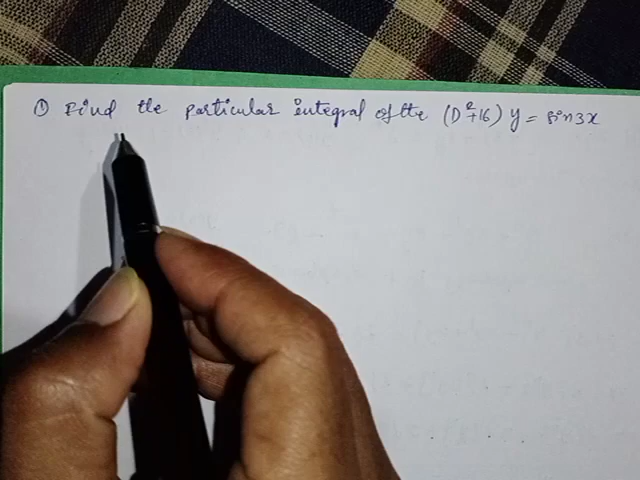 ① Find the particular integral of the (D²+16) y = sin3x